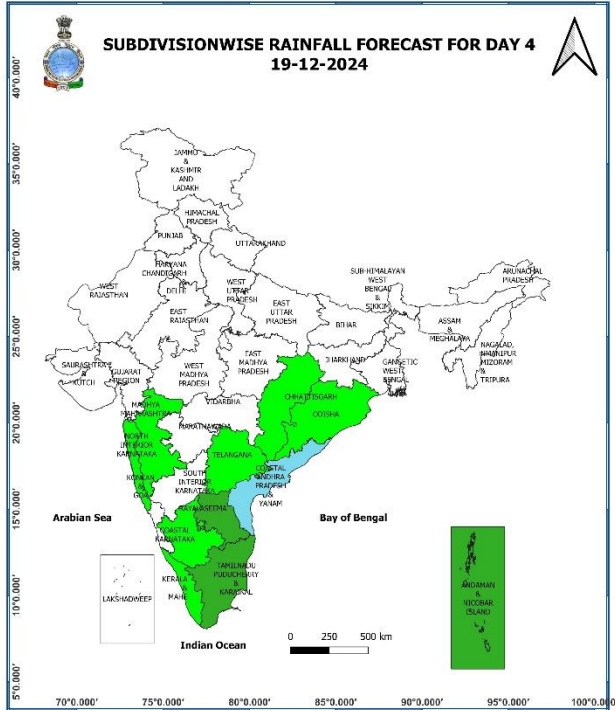 SUBDIVISIONWISE RAINFALL FORECAST FOR DAY 4
19-12-2024
40°0.000'
35°0.000'
30°0.000'
25°0.000'
20°0.000'
15°0.000'
10°0.000'
5°0.000'
JAMMU
&
KASHMIR
AND
LADAKH
HIMACHAL
PRADESH
PUNJAB
UTTARAKHAND
HARYANA
CHANDIGARH
DELHI
WEST
RAJASTHAN
WEST
UTTAR
PRADESH
EAST
RAJASTHAN
EAST
UTTAR
PRADESH
SUB-HIMALAYAN
WEST
BENGAL
&
SIKKIM
ARUNACHAL
PRADESH
BIHAR
ASSAM
&
MEGHALAYA
NAGALAD,
MANIPUR
MIZORAM
&
TRIPURA
SAURASHTRA
&
KUTCH
GUJARAT
REGION
WEST
MADHYA
PRADESH
EAST
MADHYA
PRADESH
JHARKHAND
GANGETIC
WEST
BENGAL
CHHATTISGARH
ODISHA
MADHYA
MAHARASHTRA
VIDARBHA
MARATHAWADA
NORTH
INTERIOR
KARNATAKA
TELANGANA
KONKAN
&
GOA
SOUTH
INTERIOR
KARNATAKA
COASTAL
ANDHRA
PRADESH
&
YANAM
RAYALASEEMA
Arabian Sea
Bay of Bengal
COASTAL
KARNATAKA
TAMILNADU
PUDUCHERRY
&
KARAIKAL
KERALA
&
MAHE
LAKSHADWEEP
ANDAMAN
&
NICOBAR
ISLAND
Indian Ocean
0 250 500 km
70°0.000' 75°0.000' 80°0.000' 85°0.000' 90°0.000' 95°0.000' 100°0.000'